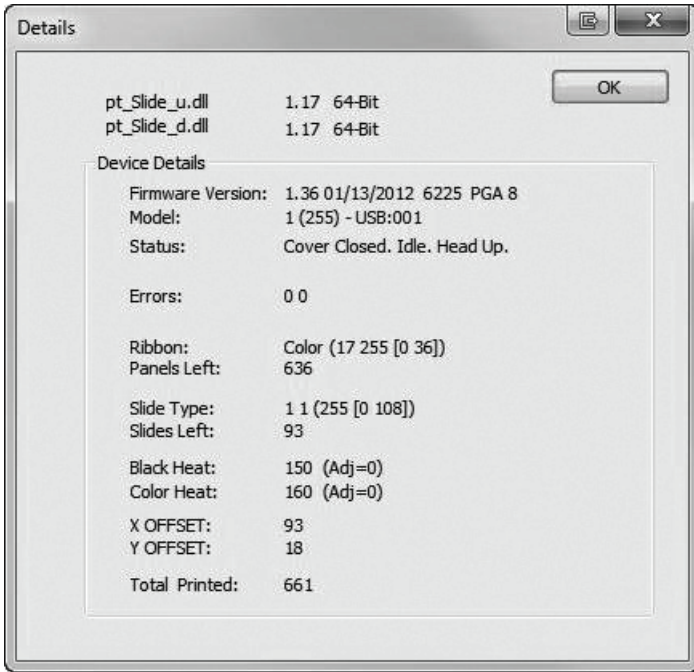 Details
OK
pt_Slide_u.dll 1.17 64-Bit
pt_Slide_d.dll 1.17 64-Bit
Device Details
Firmware Version: 1.36 01/13/2012 6225 PGA 8
Model: 1 (255) - USB:001
Status: Cover Closed. Idle. Head Up.
Errors: 0 0
Ribbon: Color (17 255 [0 36])
Panels Left: 636
Slide Type: 1 1 (255 [0 108])
Slides Left: 93
Black Heat: 150 (Adj=0)
Color Heat: 160 (Adj=0)
X OFFSET: 93
Y OFFSET: 18
Total Printed: 661